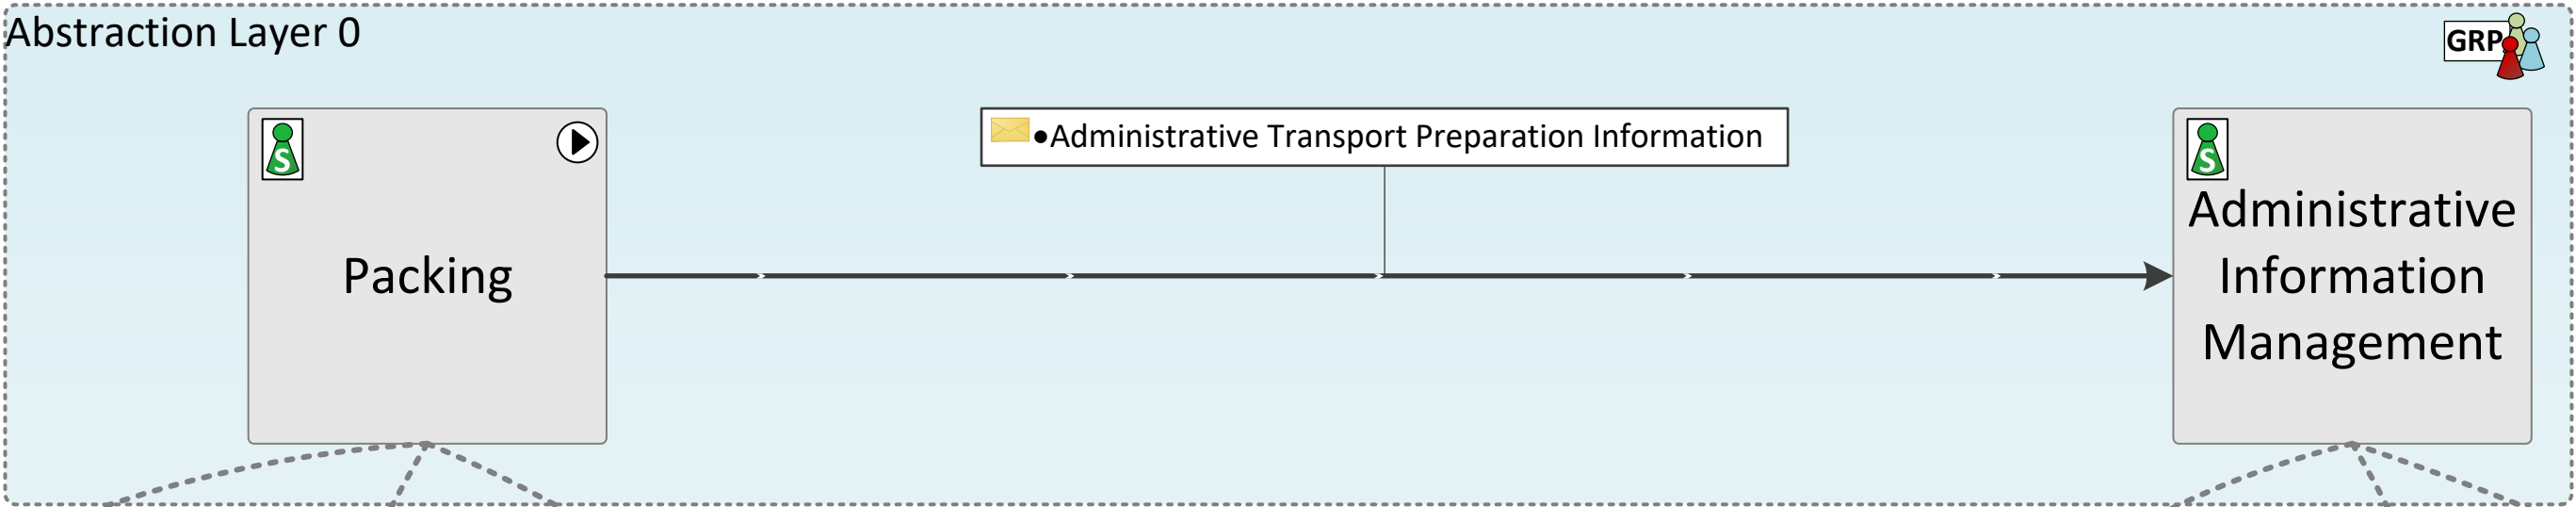 Abstraction Layer 0
GRP
S
•Administrative Transport Preparation Information
S
Packing
Administrative
Information
Management